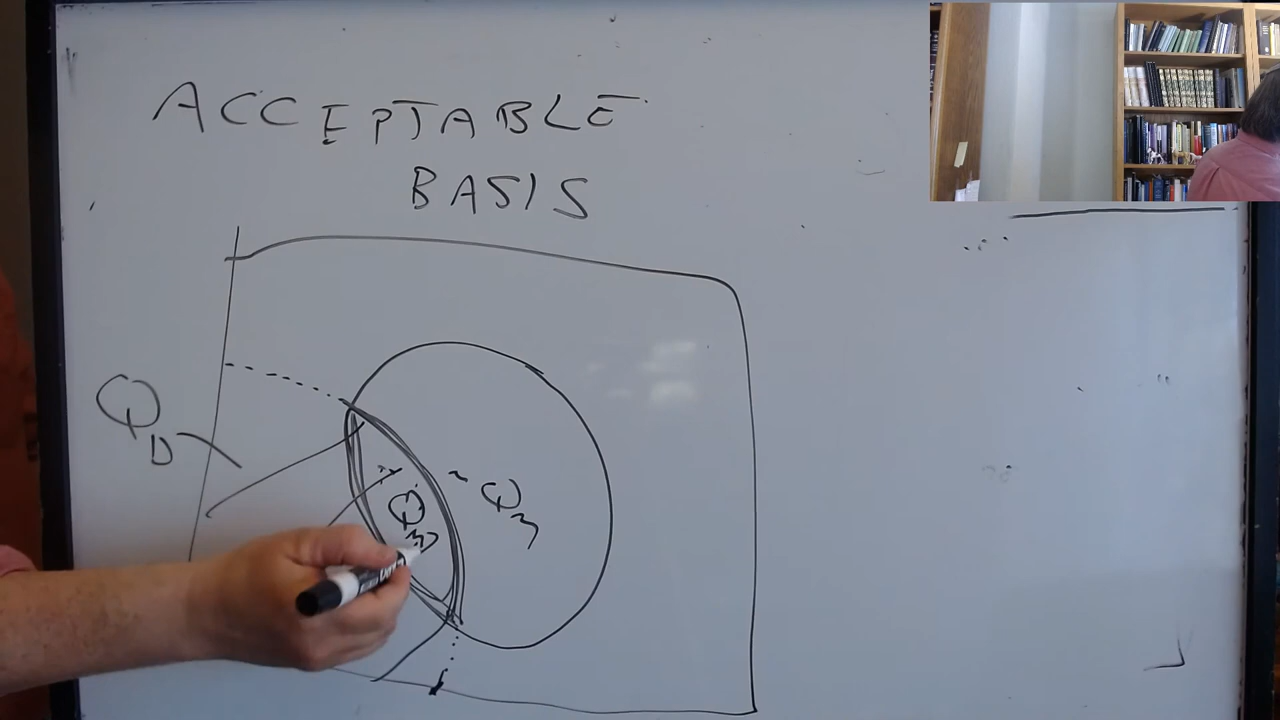 ACCEPTABLE
BASIS
Q
D
~ Q
m
Q